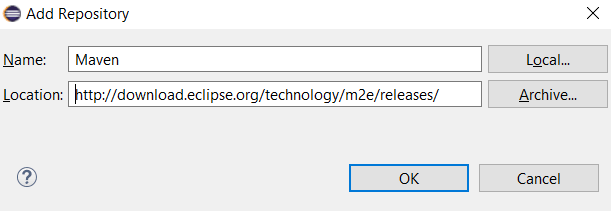 Add Repository
Name: Maven Local...
Location: http://download.eclipse.org/technology/m2e/releases/ Archive...
? OK Cancel